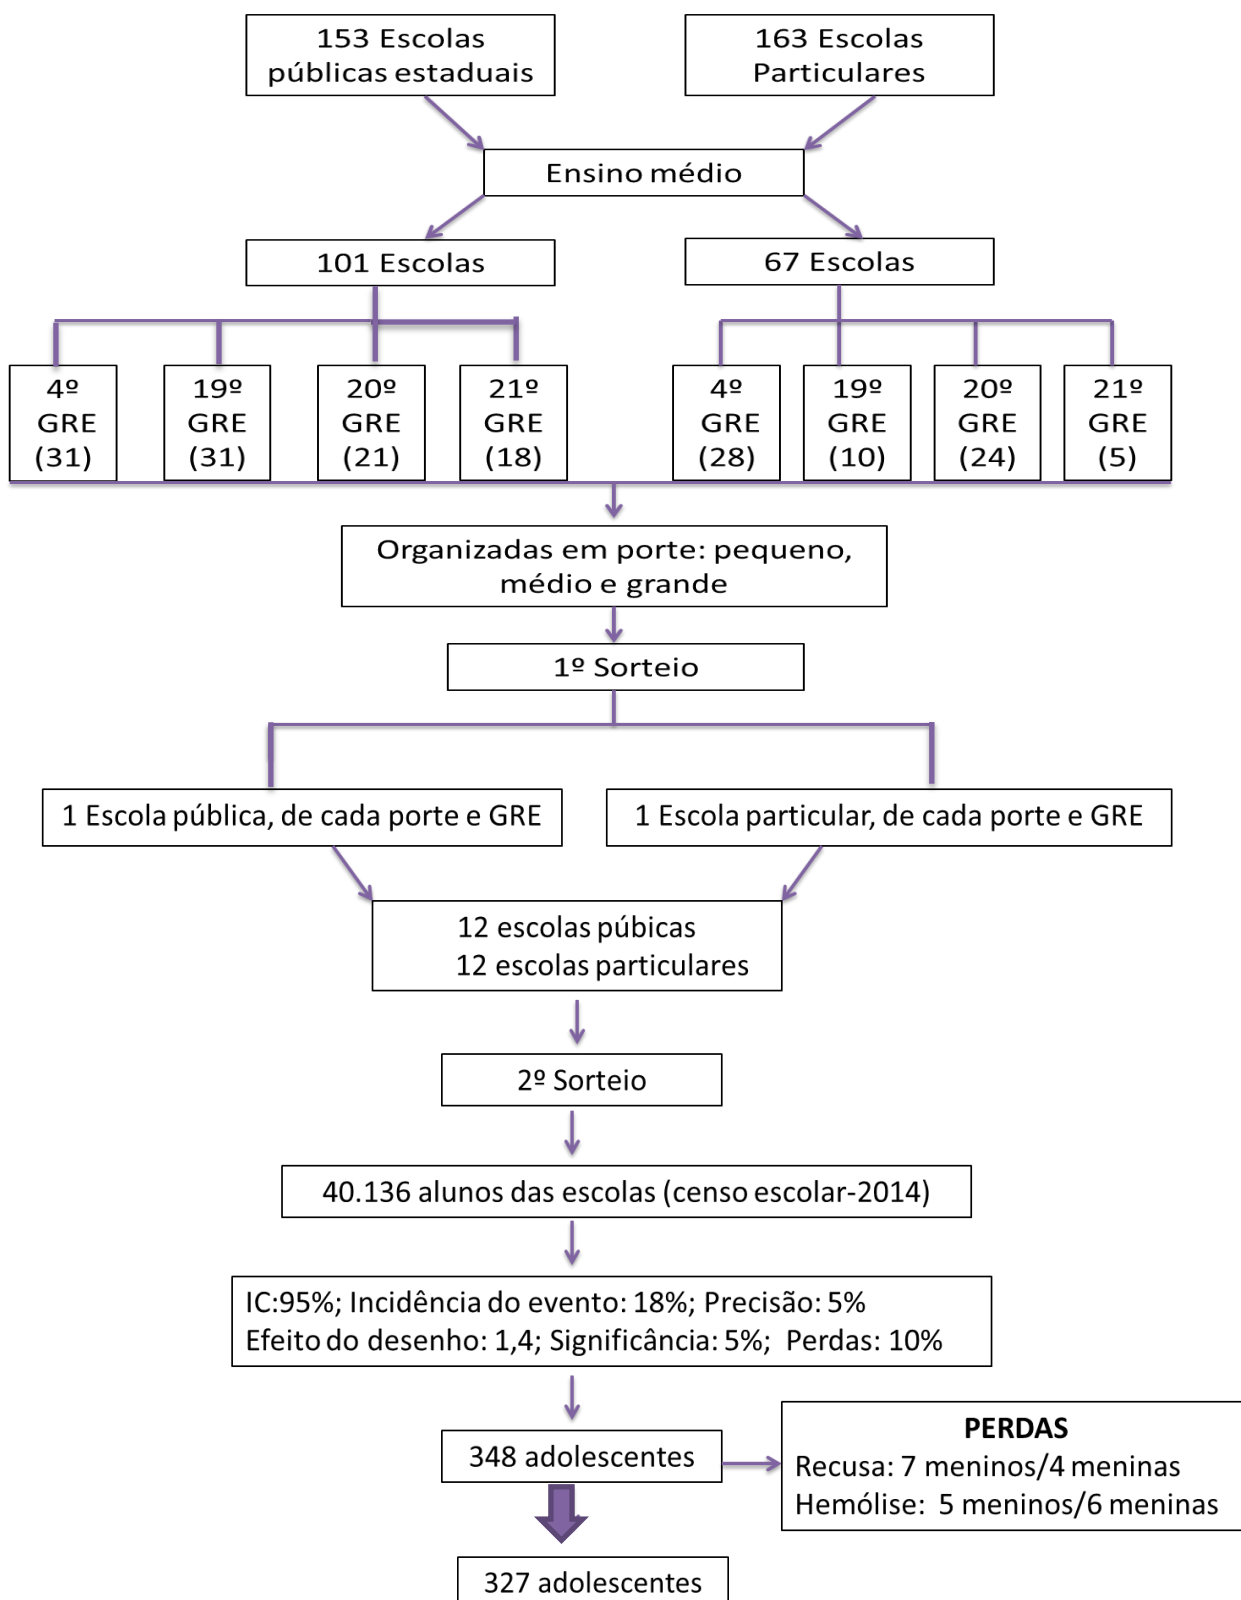 153 Escolas
públicas estaduais
163 Escolas
Particulares
Ensino médio
101 Escolas
67 Escolas
4º
GRE
(31)
19º
GRE
(31)
20º
GRE
(21)
21º
GRE
(18)
4º
GRE
(28)
19º
GRE
(10)
20º
GRE
(24)
21º
GRE
(5)
Organizadas em porte: pequeno,
médio e grande
1º Sorteio
1 Escola pública, de cada porte e GRE
1 Escola particular, de cada porte e GRE
12 escolas púbicas
12 escolas particulares
2º Sorteio
40.136 alunos das escolas (censo escolar-2014)
IC:95%; Incidência do evento: 18%; Precisão: 5%
Efeito do desenho: 1,4; Significância: 5%; Perdas: 10%
348 adolescentes
PERDAS
Recusa: 7 meninos/4 meninas
Hemólise: 5 meninos/6 meninas
327 adolescentes